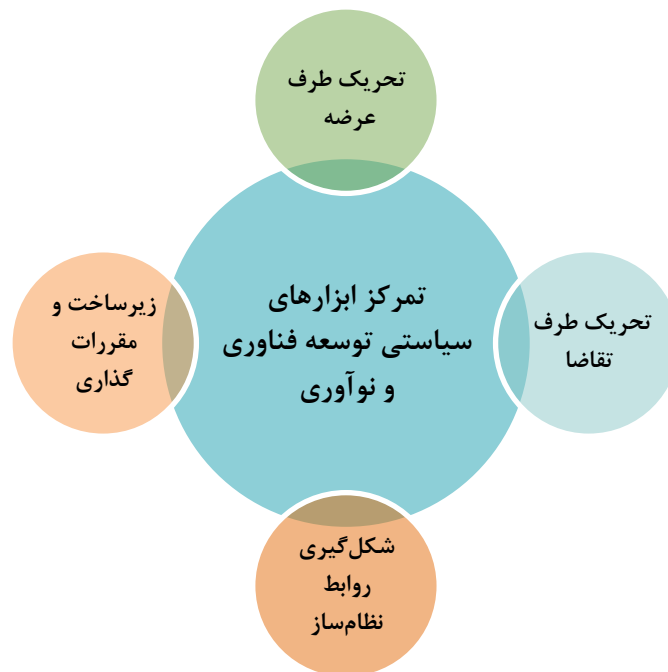 تحریک طرف
عرضه
تمرکز ابزارهای
سیاستی توسعه فناوری
و نوآوری
تحریک طرف
تقاضا
زیرساخت و
مقررات
گذاری
شکل‌گیری
روابط
نظام‌ساز